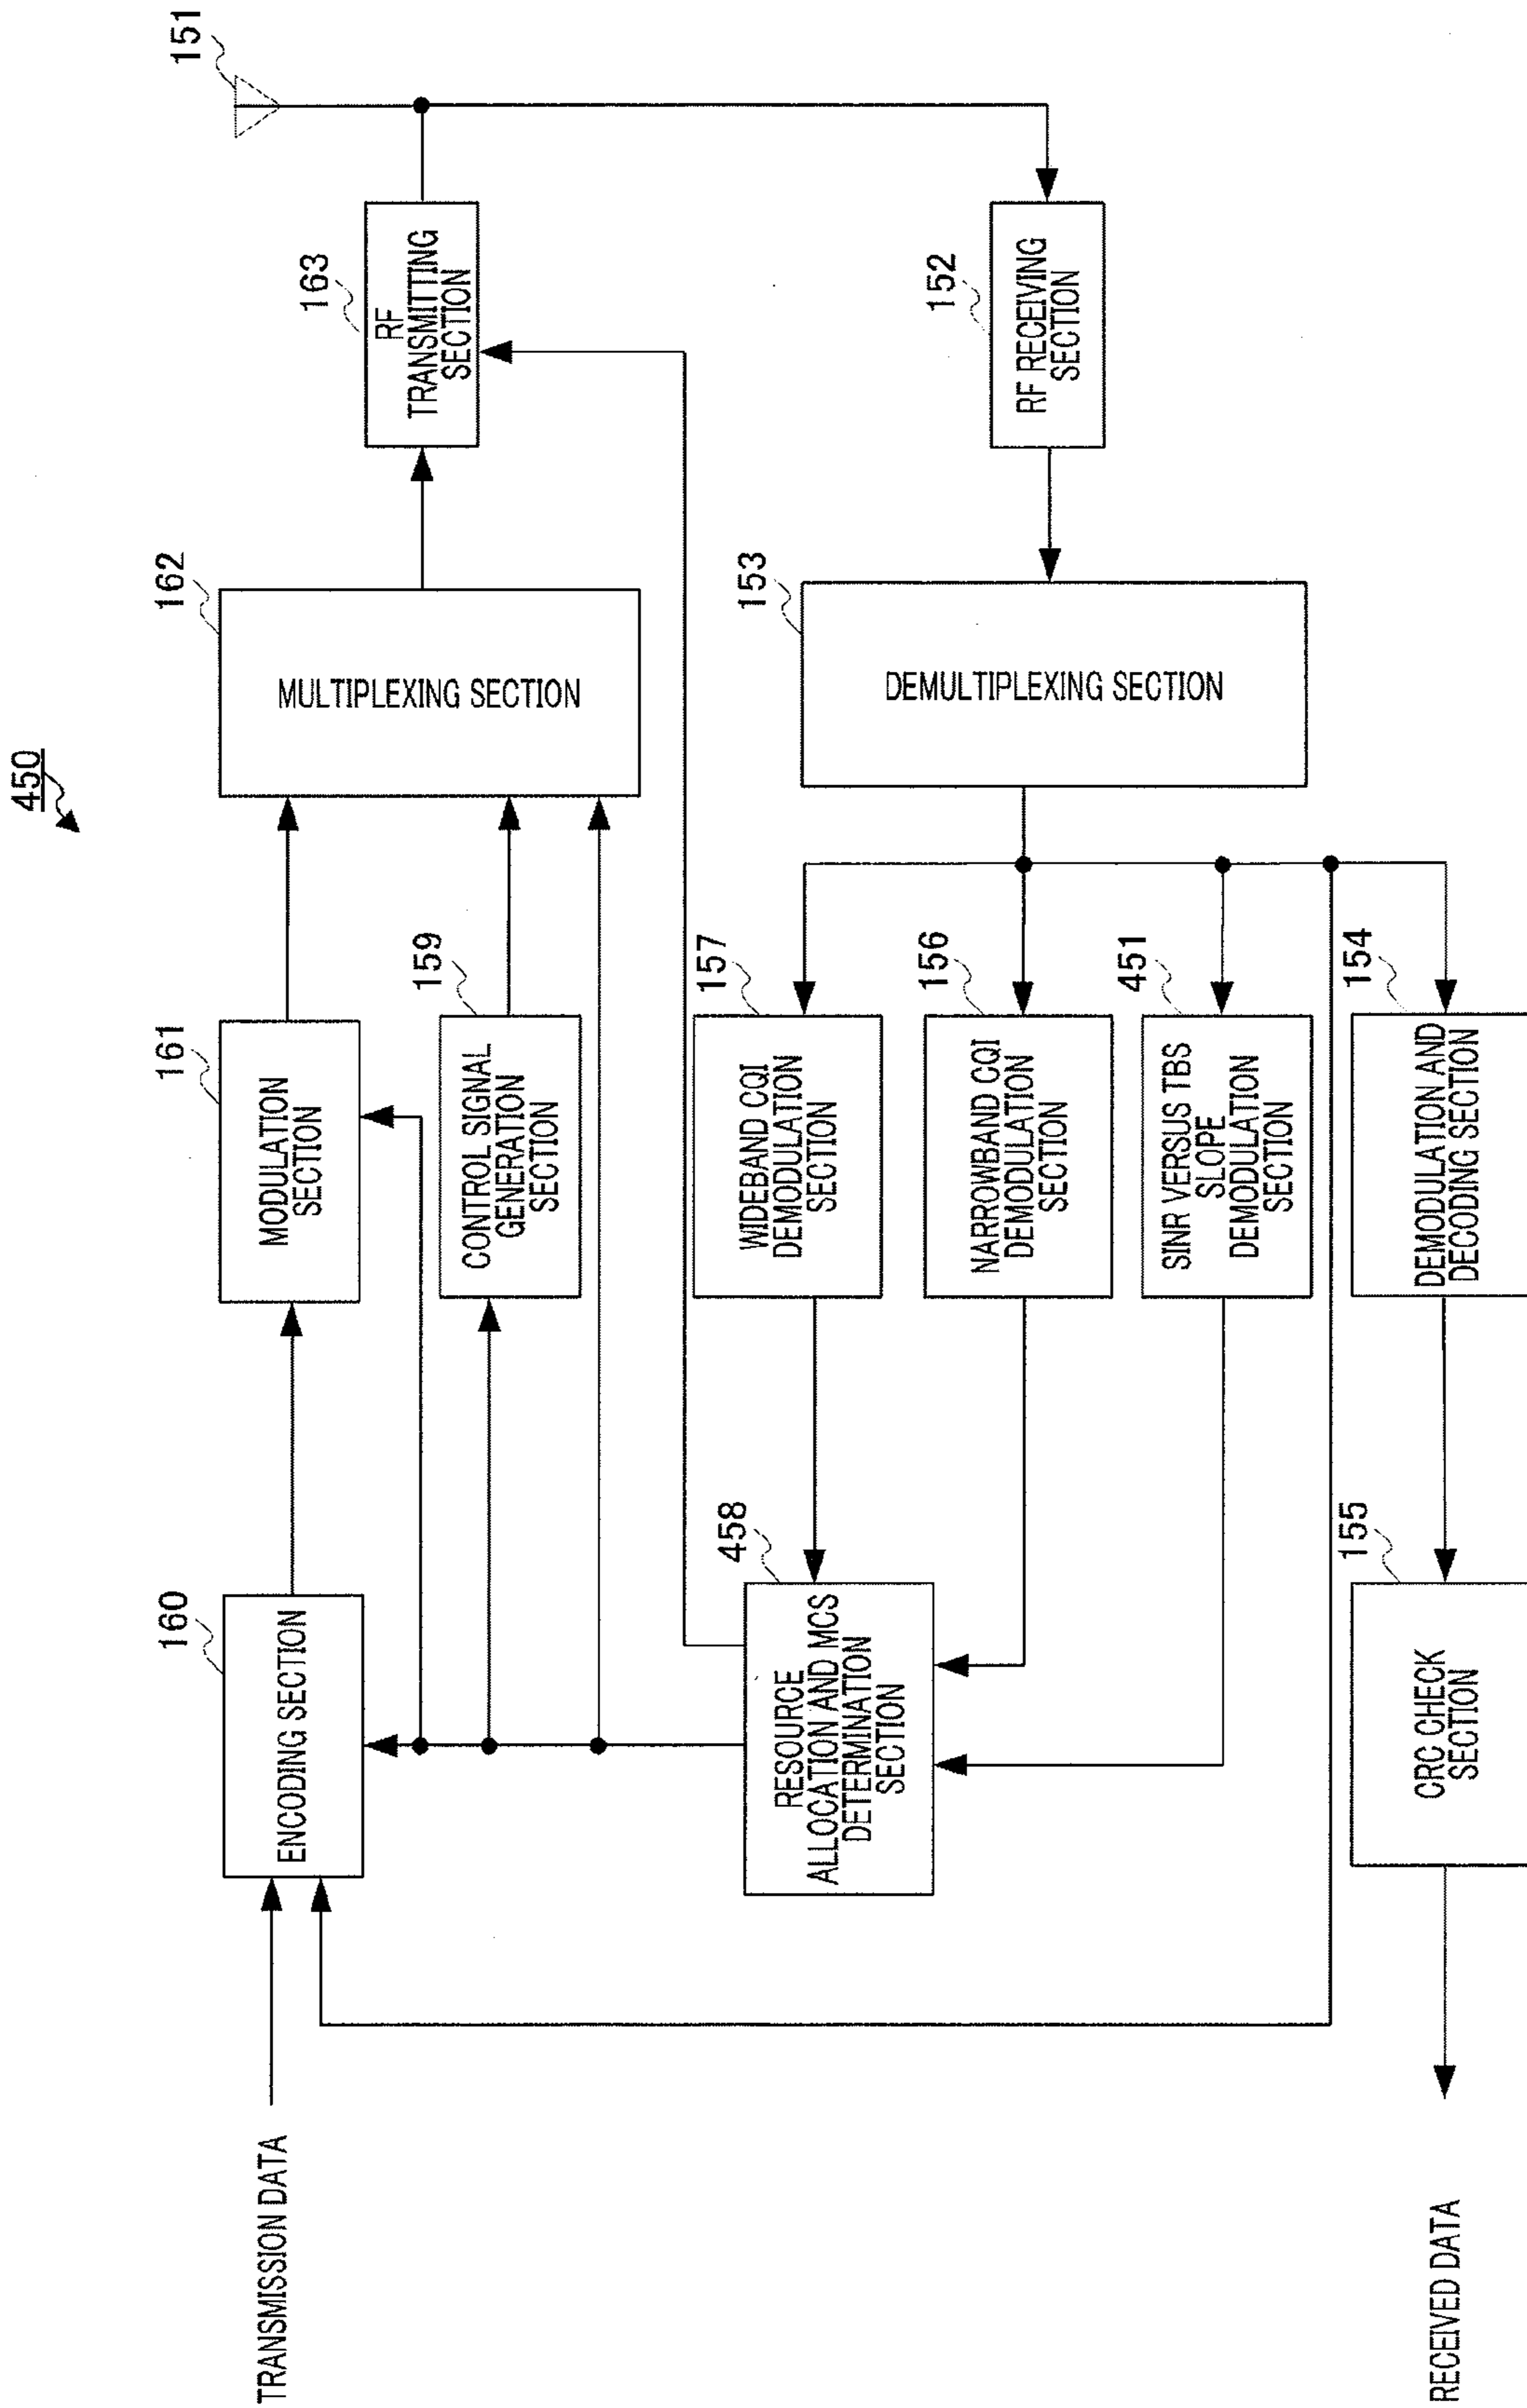 450
151
163
RF
TRANSMITTING
SECTION
162
MULTIPLEXING SECTION
161
MODULATION
SECTION
159
CONTROL SIGNAL
GENERATION
SECTION
160
ENCODING SECTION
TRANSMISSION DATA
152
RF RECEIVING
SECTION
153
DEMULTIPLEXING SECTION
157
WIDEBAND CQI
DEMODULATION
SECTION
156
NARROWBAND CQI
DEMODULATION
SECTION
451
SINR VERSUS TBS
SLOPE
DEMODULATION
SECTION
154
DEMODULATION AND
DECODING SECTION
458
RESOURCE
ALLOCATION AND MCS
DETERMINATION
SECTION
155
CRC CHECK
SECTION
RECEIVED DATA